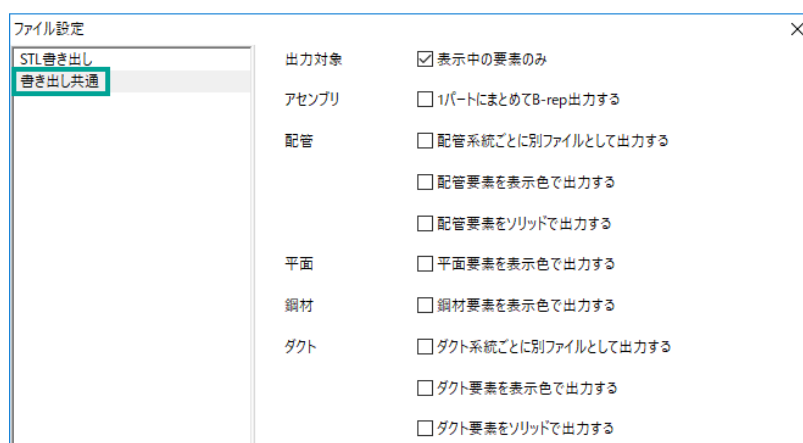 ファイル設定
STL書き出し
書き出し共通
出力対象 表示中の要素のみ
アセンブリ 1パートにまとめてB-rep出力する
配管 配管系統ごとに別ファイルとして出力する
配管要素を表示色で出力する
配管要素をソリッドで出力する
平面 平面要素を表示色で出力する
鋼材 鋼材要素を表示色で出力する
ダクト ダクト系統ごとに別ファイルとして出力する
ダクト要素を表示色で出力する
ダクト要素をソリッドで出力する